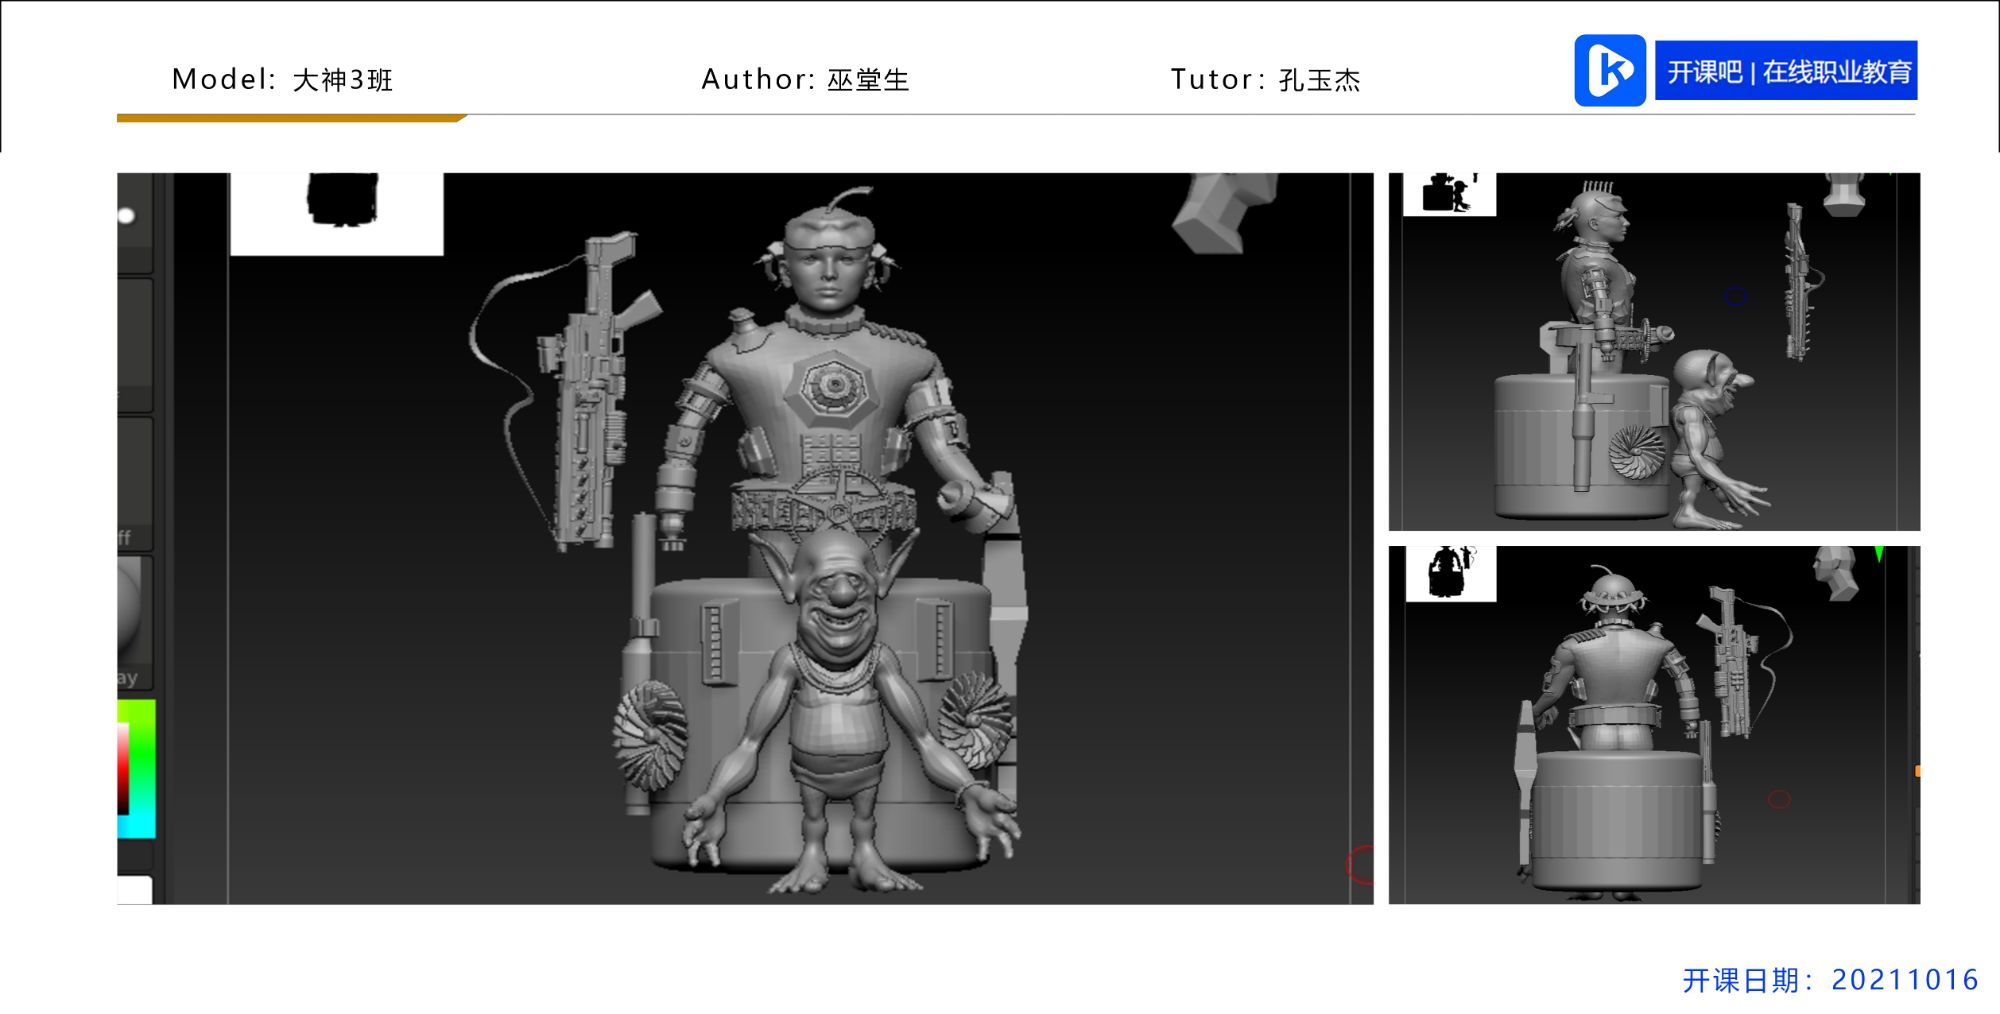 Model: 大神3班
Author: 巫堂生
Tutor: 孔玉杰
k
开课吧 | 在线职业教育
ff
ay
开课日期：20211016